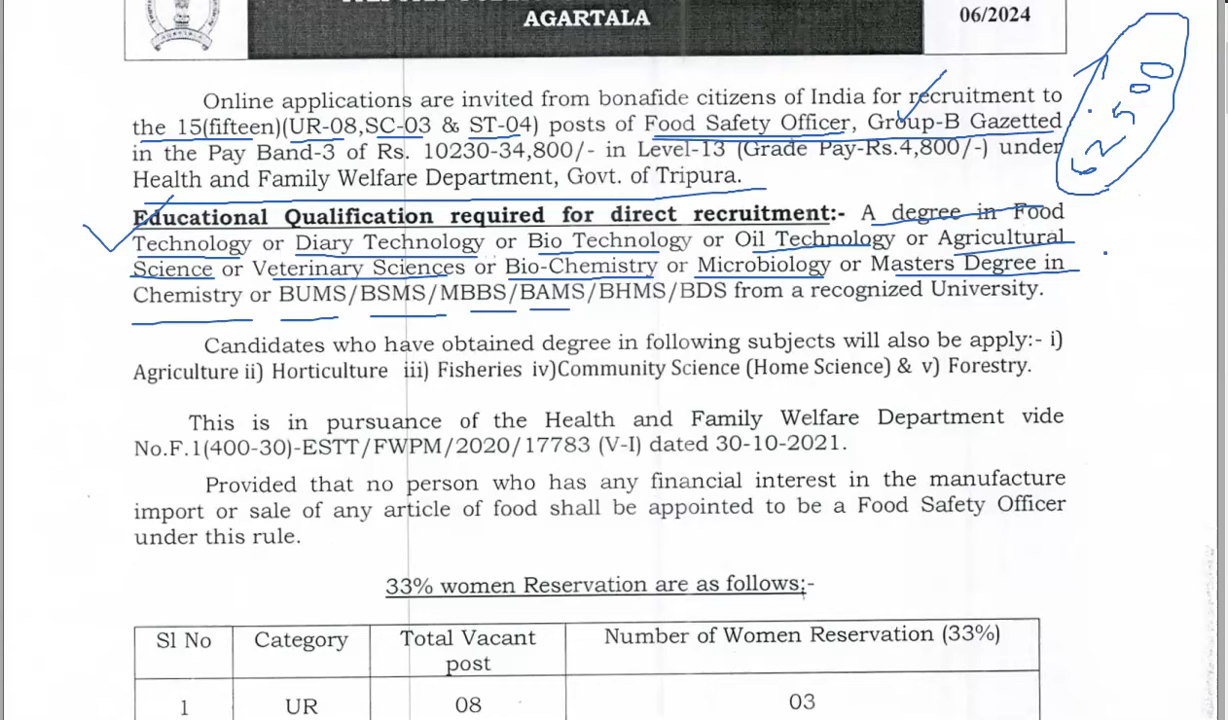 AGARTALA
06/2024
62500
Online applications are invited from bonafide citizens of India for recruitment to
the 15(fifteen)(UR-08,SC-03 & ST-04) posts of Food Safety Officer, Group-B Gazetted
in the Pay Band-3 of Rs. 10230-34,800/- in Level-13 (Grade Pay-Rs.4,800/-) under
Health and Family Welfare Department, Govt. of Tripura.
Educational Qualification required for direct recruitment:- A degree in Food
Technology or Diary Technology or Bio Technology or Oil Technology or Agricultural
Science or Veterinary Sciences or Bio-Chemistry or Microbiology or Masters Degree in
Chemistry or BUMS/BSMS/MBBS/BAMS/BHMS/BDS from a recognized University.
Candidates who have obtained degree in following subjects will also be apply:- i)
Agriculture ii) Horticulture iii) Fisheries iv)Community Science (Home Science) & v) Forestry.
This is in pursuance of the Health and Family Welfare Department vide
No.F.1(400-30)-ESTT/FWPM/2020/17783 (V-I) dated 30-10-2021.
Provided that no person who has any financial interest in the manufacture
import or sale of any article of food shall be appointed to be a Food Safety Officer
under this rule.
33% women Reservation are as follows;-
Sl No Category Total Vacant post Number of Women Reservation (33%)
1 UR 08 03